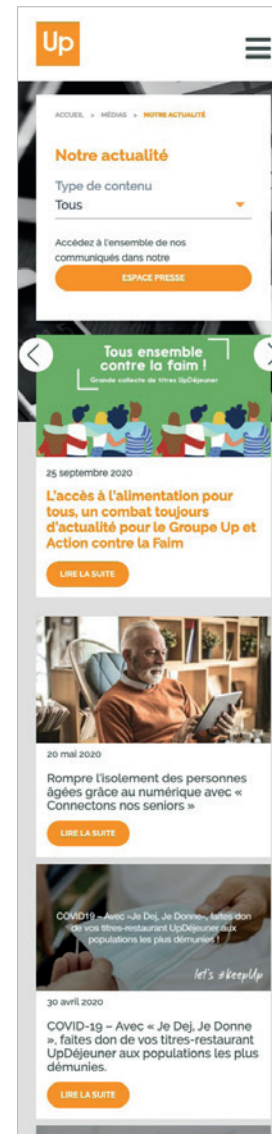 Up
ACCUEIL > MÉDIAS > NOTRE ACTUALITÉ
Notre actualité
Type de contenu
Tous
Accédez à l'ensemble de nos
communiqués dans notre
ESPACE PRESSE
Tous ensemble
contre la faim !
Grande collecte de titres UpDéjeuner
25 septembre 2020
L'accès à l'alimentation pour
tous, un combat toujours
d'actualité pour le Groupe Up et
Action contre la Faim
LIRE LA SUITE
20 mai 2020
Rompre l'isolement des personnes
âgées grâce au numérique avec «
Connectons nos seniors »
LIRE LA SUITE
COVID19 – Avec «Je Dej, Je Donne», faites don
de vos titres-restaurant UpDéjeuner aux
populations les plus démunies !
let's #keepUp
30 avril 2020
COVID-19 – Avec « Je Dej, Je Donne
», faites don de vos titres-restaurant
UpDéjeuner aux populations les plus
démunies.
LIRE LA SUITE